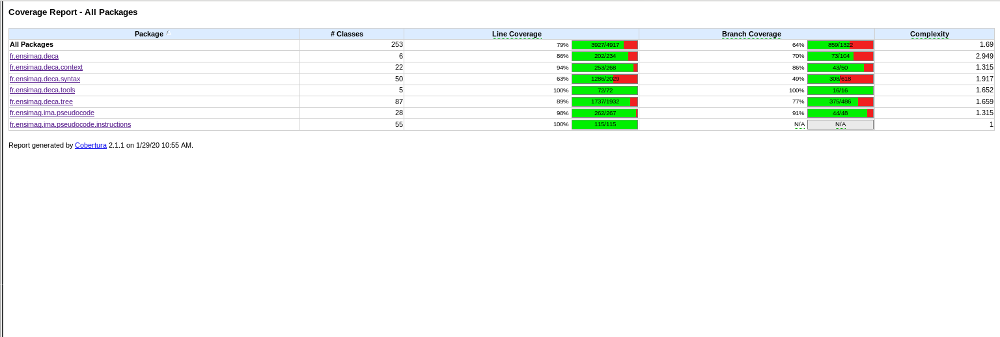 Coverage Report - All Packages
Package # Classes Line Coverage Branch Coverage Complexity
All Packages 253 79% 3927/4917 64% 859/1322 1.69
fr.ensimag.deca 6 86% 202/234 70% 73/104 2.949
fr.ensimag.deca.context 22 94% 253/268 86% 43/50 1.315
fr.ensimag.deca.syntax 50 63% 1286/2029 49% 308/618 1.917
fr.ensimag.deca.tools 5 100% 72/72 100% 16/16 1.652
fr.ensimag.deca.tree 87 89% 1737/1932 77% 375/486 1.659
fr.ensimag.ima.pseudocode 28 98% 262/267 91% 44/48 1.315
fr.ensimag.ima.pseudocode.instructions 55 100% 115/115 N/A N/A 1
Report generated by Cobertura 2.1.1 on 1/29/20 10:55 AM.